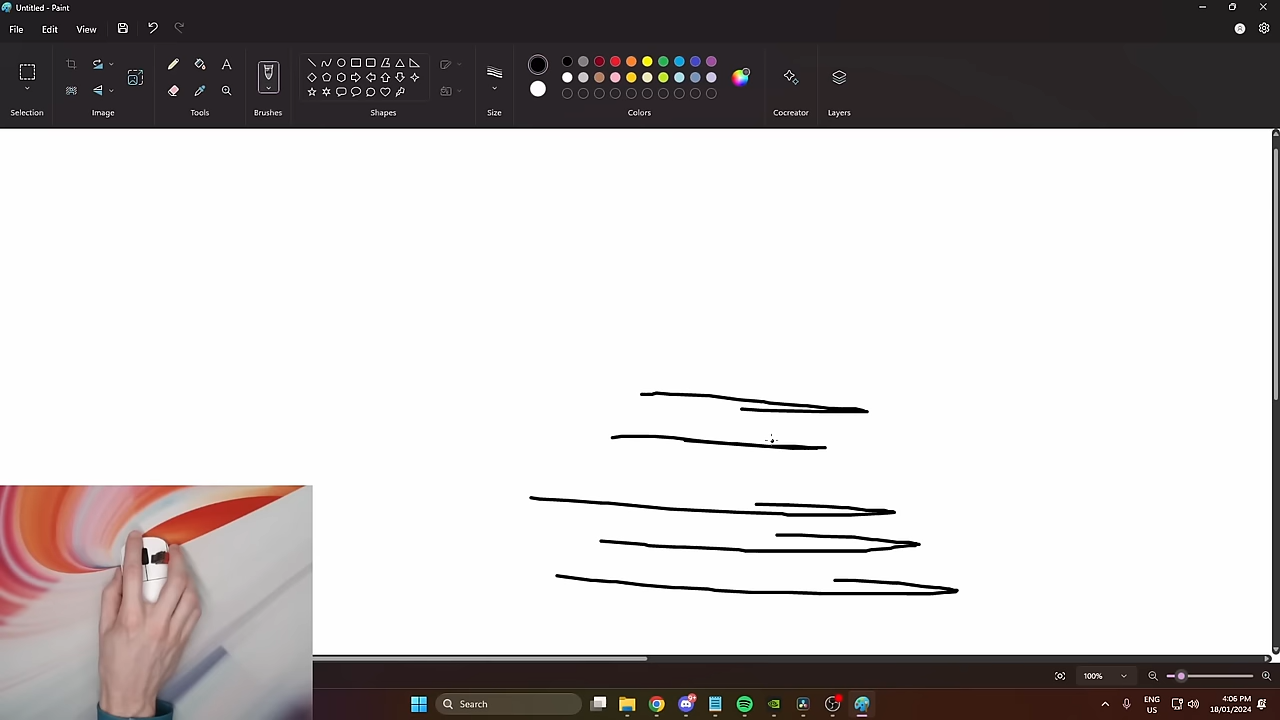 Untitled - Paint
File Edit View
Selection Image Tools Brushes Shapes Size Colors Cocreator Layers
100%
Search
ENG
US
4:06 PM
18/01/2024